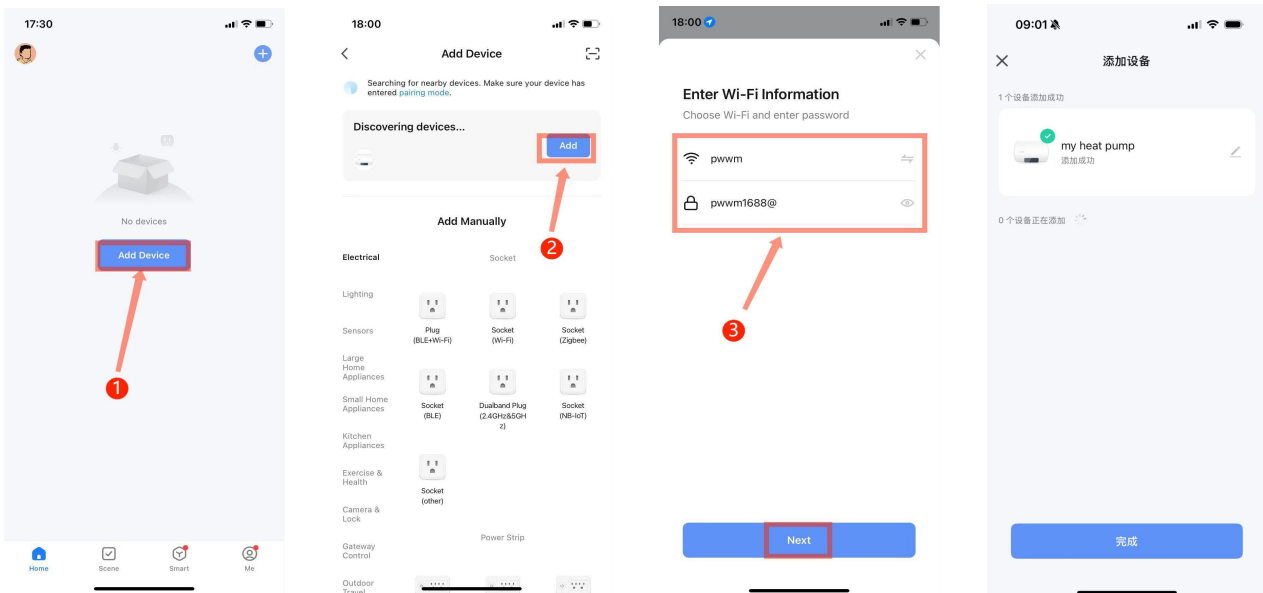 17:30
No devices
Add Device
1
Home
Scene
Smart
Me
18:00
Add Device
Searching for nearby devices. Make sure your device has
entered pairing mode.
Discovering devices...
Add
2
Add Manually
Electrical
Lighting
Sensors
Large
Home
Appliances
Small Home
Appliances
Kitchen
Appliances
Exercise &
Health
Camera &
Lock
Gateway
Control
Outdoor
Travel
Socket
Plug
(BLE+Wi-Fi)
Socket
(Wi-Fi)
Socket
(Zigbee)
Socket
(BLE)
Dualband Plug
(2.4GHz&5GH
z)
Socket
(NB-IoT)
Socket
(other)
Power Strip
18:00
Enter Wi-Fi Information
Choose Wi-Fi and enter password
pwwm
pwwm1688@
3
Next
09:01
添加设备
1 个设备添加成功
my heat pump
添加成功
0 个设备正在添加
完成